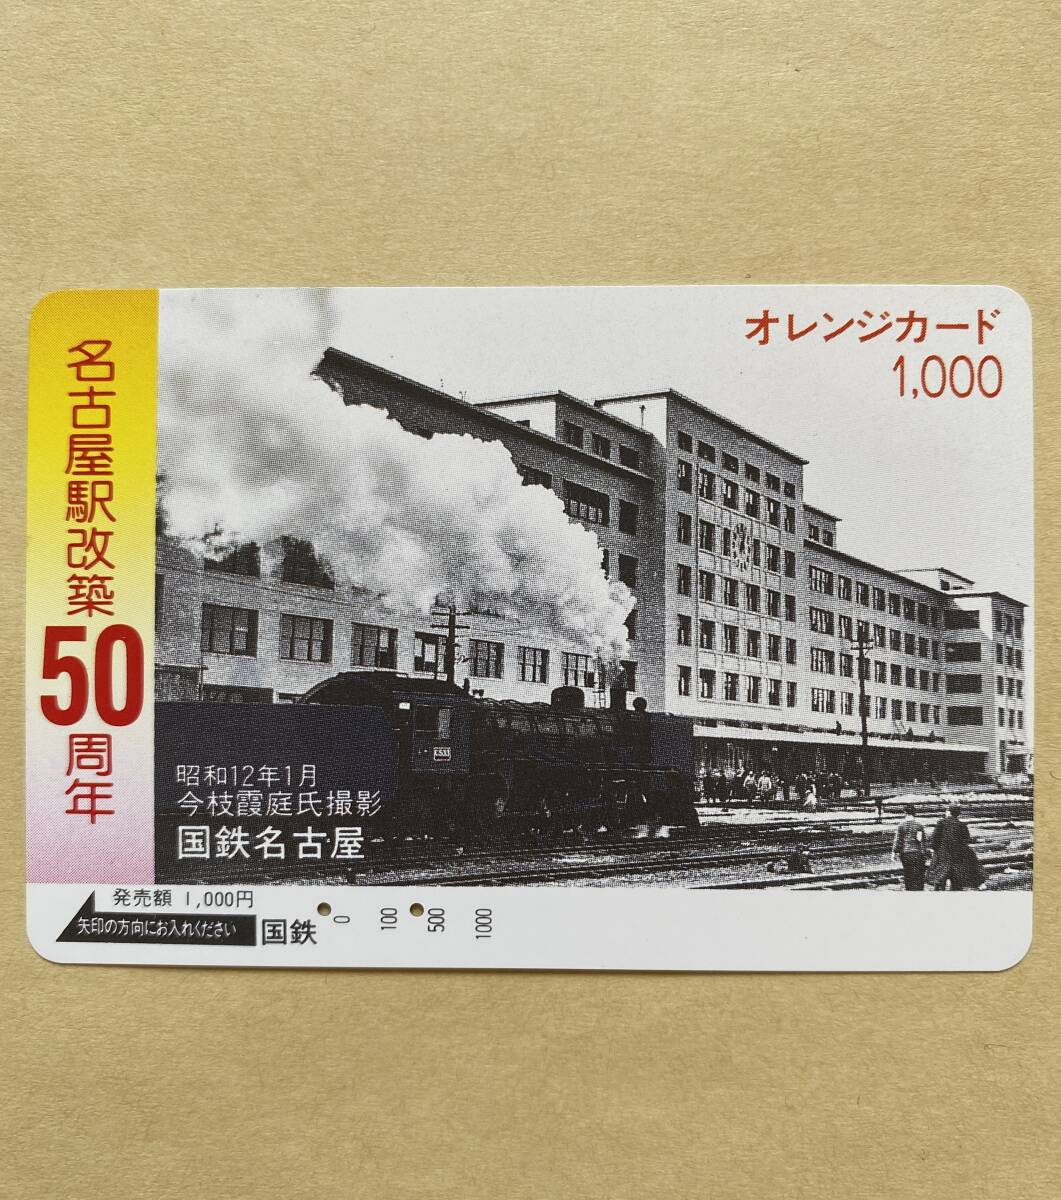 オレンジカード
1,000
名古屋駅改築
50
周年
昭和12年1月
今枝霞庭氏撮影
国鉄名古屋
発売額 1,000円
矢印の方向にお入れください
国鉄
0
100
500
1000